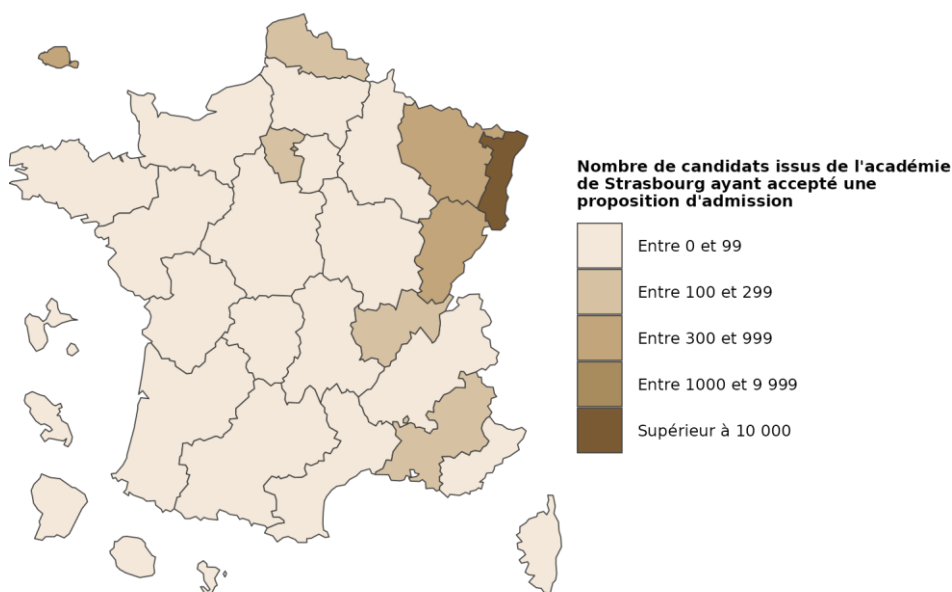 Nombre de candidats issus de l'académie
de Strasbourg ayant accepté une
proposition d'admission
Entre 0 et 99
Entre 100 et 299
Entre 300 et 999
Entre 1000 et 9 999
Supérieur à 10 000